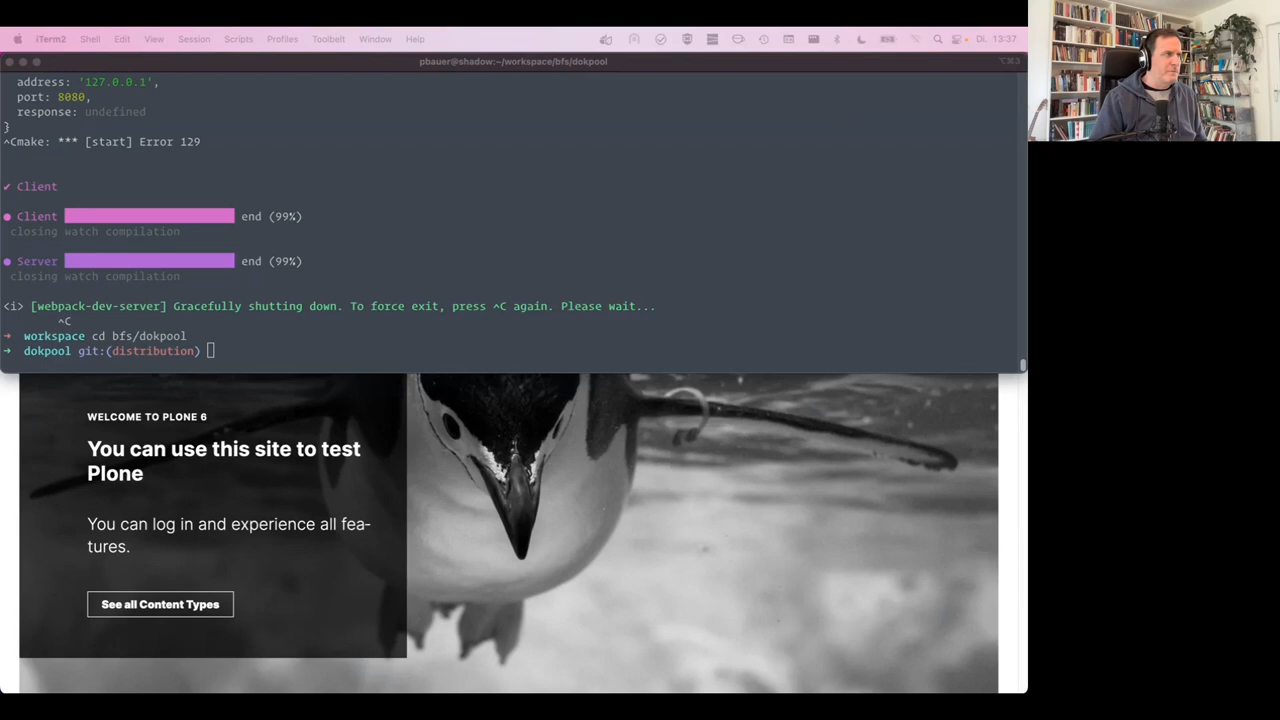 iTerm2 Shell Edit View Session Scripts Profiles Toolbelt Window Help Di. 13:37
pbauer@shadow:~/workspace/bfs/dokpool ⌥⌘3
address: '127.0.0.1',
port: 8080,
response: undefined
}
^Cmake: *** [start] Error 129
✔ Client
● Client end (99%)
closing watch compilation
● Server end (99%)
closing watch compilation
<i> [webpack-dev-server] Gracefully shutting down. To force exit, press ^C again. Please wait...
^C
➜ workspace cd bfs/dokpool
➜ dokpool git:(distribution)
WELCOME TO PLONE 6
You can use this site to test
Plone
You can log in and experience all fea-
tures.
See all Content Types